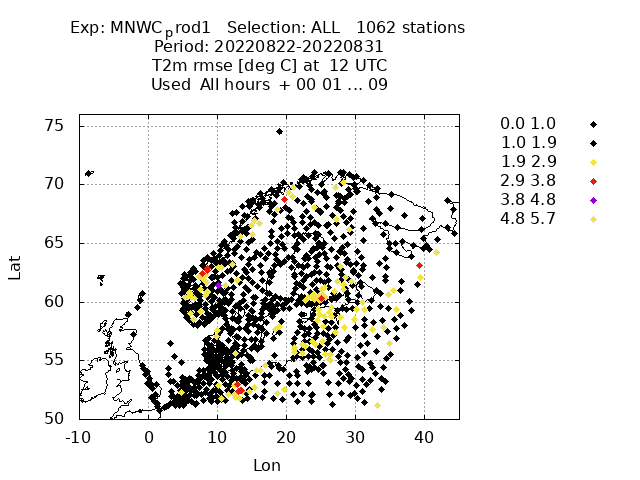 Exp: MNWCprod1 Selection: ALL 1062 stations
Period: 20220822-20220831
T2m rmse [deg C] at 12 UTC
Used All hours + 00 01 ... 09
0.0 1.0
1.0 1.9
1.9 2.9
2.9 3.8
3.8 4.8
4.8 5.7
75
70
65
60
55
50
Lat
-10 0 10 20 30 40
Lon